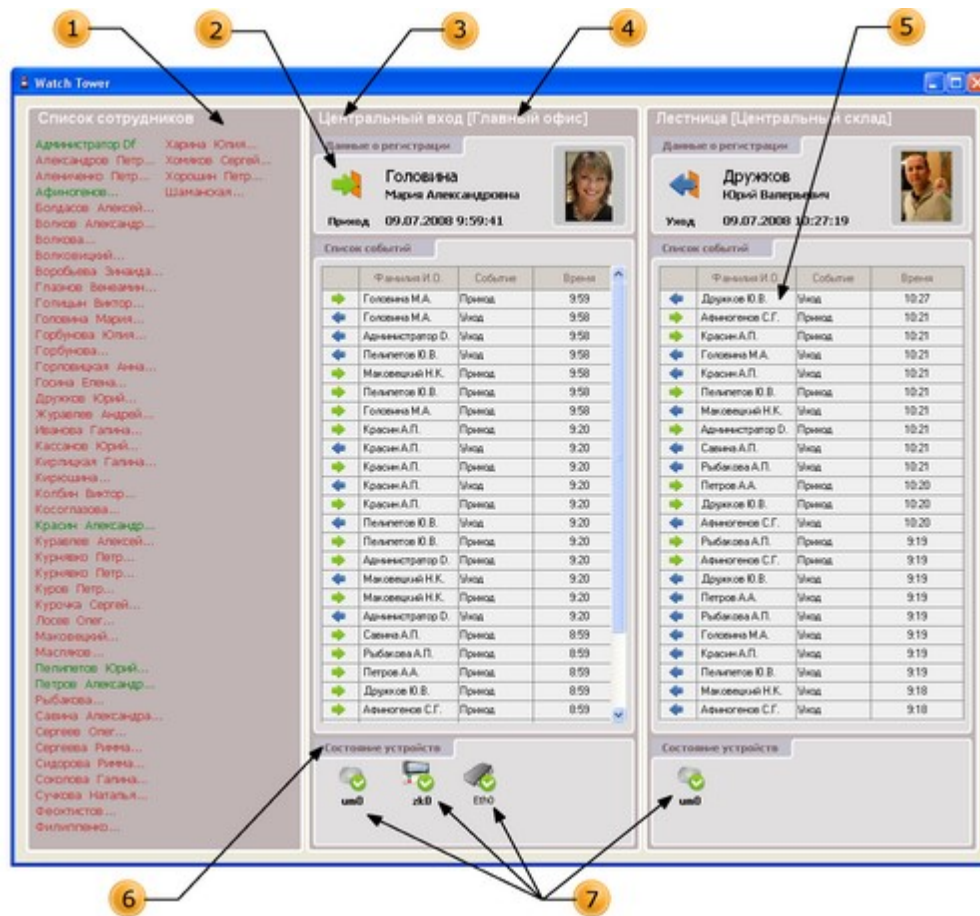 1
2
3
4
5
Watch Tower
Список сотрудников
Администратор Df
Александров Петр...
Алениченко Петр...
Афиногенов...
Болдасов Алексей...
Волков Александр...
Волкова...
Волковицкий...
Воробьева Зинаида...
Глазнов Бенеамин...
Голицын Виктор...
Головина Мария...
Горбунова Юлия...
Горбунова...
Горловицкая Анна...
Госина Елена...
Дружков Юрий...
Журавлев Андрей...
Иванова Галина...
Кассанов Юрий...
Кирлицкая Галина...
Кирюшина...
Колбин Виктор...
Косоглазова...
Красин Александр...
Куравлев Алексей...
Курнявко Петр...
Курнявко Петр...
Куров Петр...
Курочка Сергей...
Лосев Олег...
Маковецкий...
Масляков...
Пелипетов Юрий...
Петров Александр...
Рыбакова...
Савина Александра...
Сергеев Олег...
Сергеева Римма...
Сидорова Римма...
Соколова Галина...
Сучкова Наталья...
Феоктистов...
Филиппенко...
Харина Юлия...
Хомяков Сергей...
Хорошин Петр...
Шаманская...
Центральный вход [Главный офис]
Данные о регистрации
Головина
Мария Александровна
Приход 09.07.2008 9:59:41
Список событий
Фамилия И.О. Событие Время
Головина М.А. Приход 9:59
Головина М.А. Уход 9:58
Администратор D. Уход 9:58
Пелипетов Ю.В. Уход 9:58
Маковецкий Н.К. Приход 9:58
Пелипетов Ю.В. Приход 9:58
Головина М.А. Приход 9:58
Красин А.П. Приход 9:20
Красин А.П. Уход 9:20
Красин А.П. Приход 9:20
Красин А.П. Уход 9:20
Красин А.П. Приход 9:20
Пелипетов Ю.В. Уход 9:20
Пелипетов Ю.В. Приход 9:20
Администратор D. Приход 9:20
Маковецкий Н.К. Уход 9:20
Маковецкий Н.К. Приход 9:20
Администратор D. Уход 9:20
Савина А.П. Приход 8:59
Рыбакова А.П. Приход 8:59
Петров А.А. Приход 8:59
Дружков Ю.В. Приход 8:59
Афиногенов С.Г. Приход 8:59
Состояние устройств
um0 zk0 Eth0
Лестница [Центральный склад]
Данные о регистрации
Дружков
Юрий Валерьевич
Уход 09.07.2008 10:27:19
Список событий
Фамилия И.О. Событие Время
Дружков Ю.В. Уход 10:27
Афиногенов С.Г. Приход 10:21
Красин А.П. Приход 10:21
Головина М.А. Уход 10:21
Красин А.П. Уход 10:21
Пелипетов Ю.В. Приход 10:21
Маковецкий Н.К. Уход 10:21
Администратор D. Приход 10:21
Савина А.П. Уход 10:21
Рыбакова А.П. Уход 10:21
Петров А.А. Приход 10:20
Дружков Ю.В. Приход 10:20
Афиногенов С.Г. Уход 10:20
Рыбакова А.П. Приход 9:19
Афиногенов С.Г. Приход 9:19
Дружков Ю.В. Уход 9:19
Петров А.А. Уход 9:19
Рыбакова А.П. Уход 9:19
Головина М.А. Уход 9:19
Красин А.П. Уход 9:19
Пелипетов Ю.В. Уход 9:19
Маковецкий Н.К. Уход 9:18
Афиногенов С.Г. Уход 9:18
Состояние устройств
um0
6
7